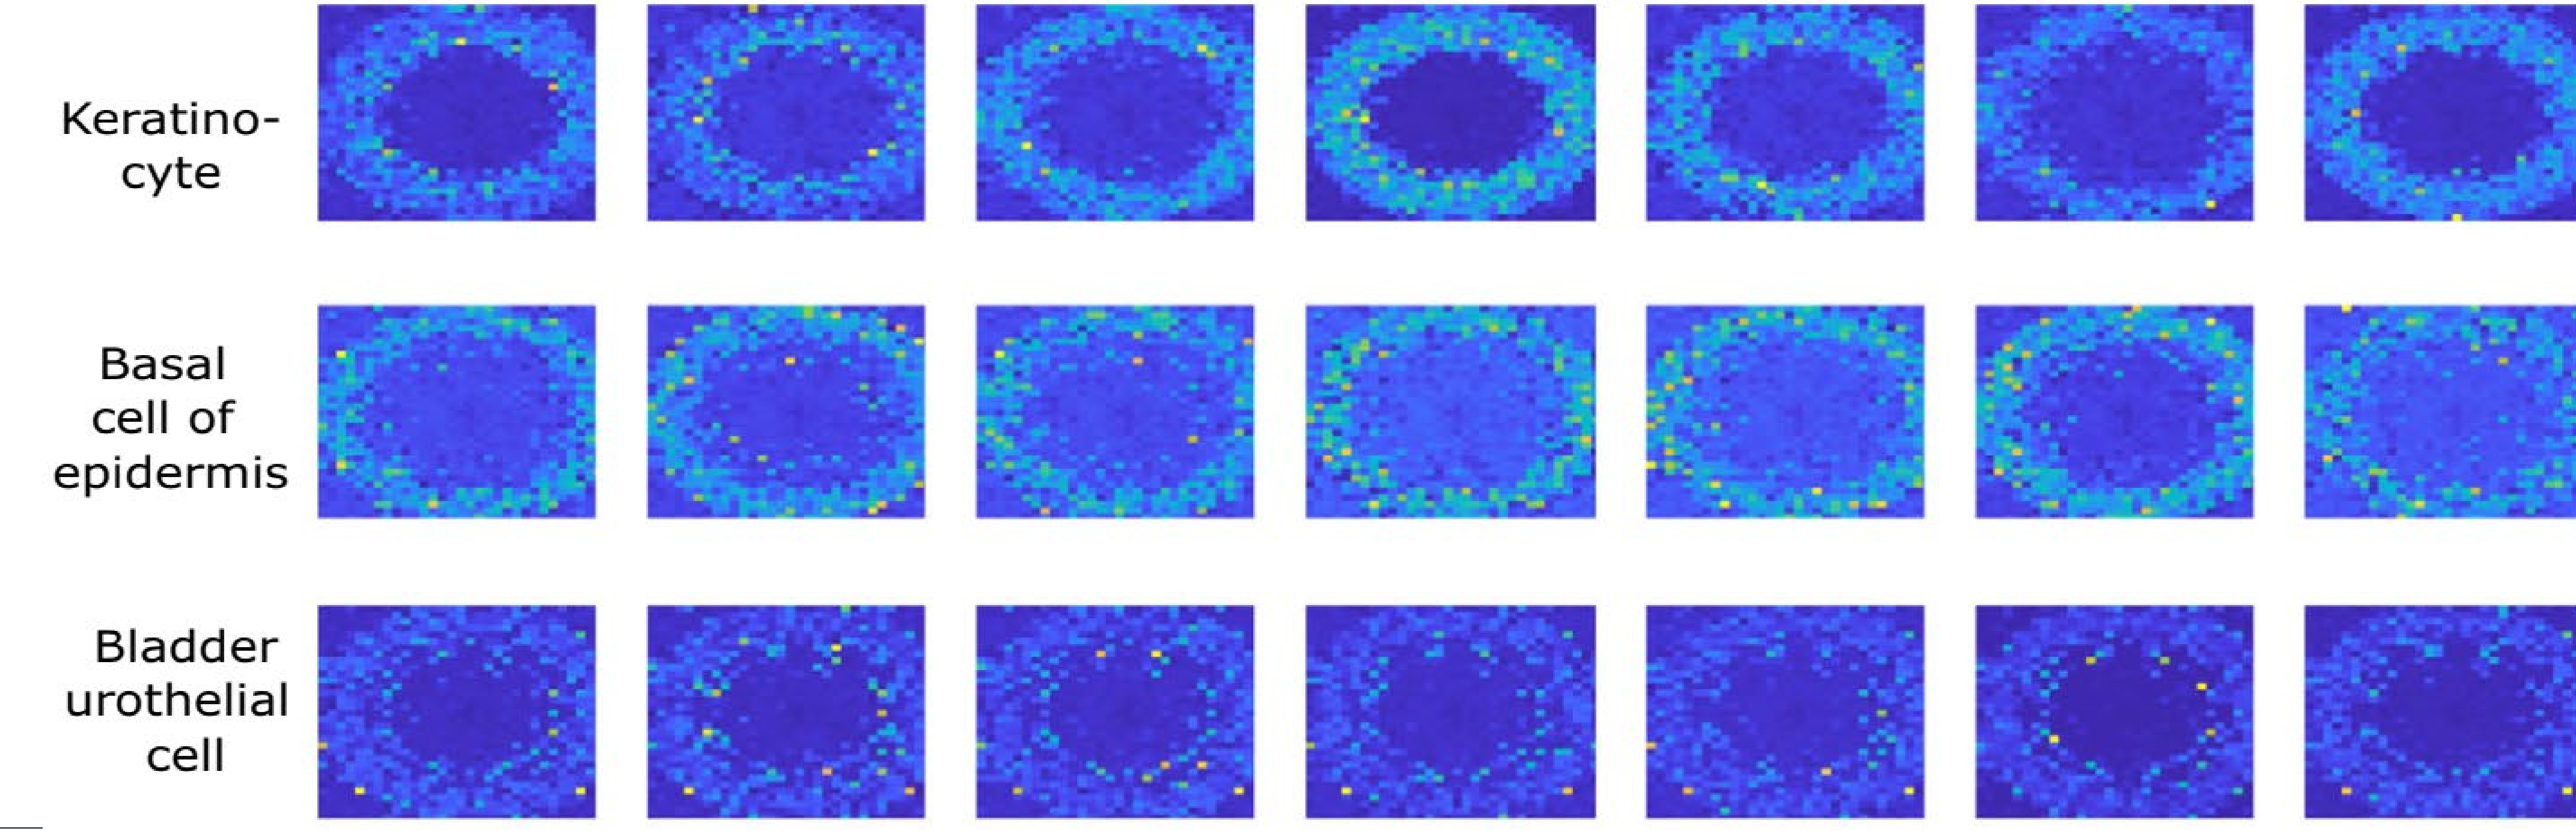 Keratino-
cyte
Basal
cell of
epidermis
Bladder
urothelial
cell